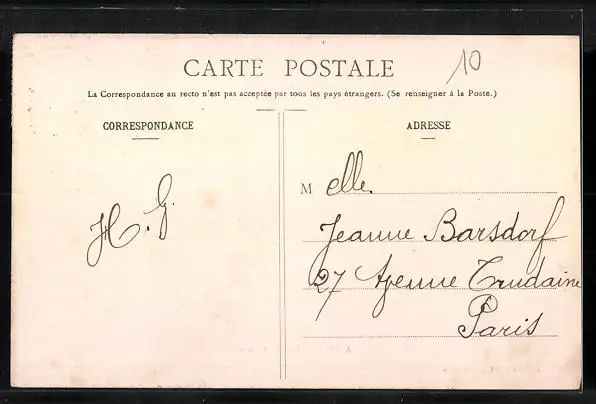 CARTE POSTALE
10
La Correspondance au recto n'est pas acceptée par tous les pays étrangers. (Se renseigner à la Poste.)
CORRESPONDANCE
H. G.
ADRESSE
M elle
Jeanne Barsdorf
27 Avenue Trudaine
Paris